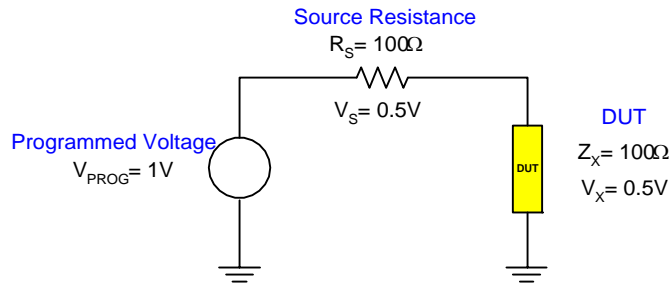 Source Resistance
R_S= 100Ω
V_S= 0.5V
Programmed Voltage
V_PROG= 1V
DUT
DUT
Z_X= 100Ω
V_X= 0.5V